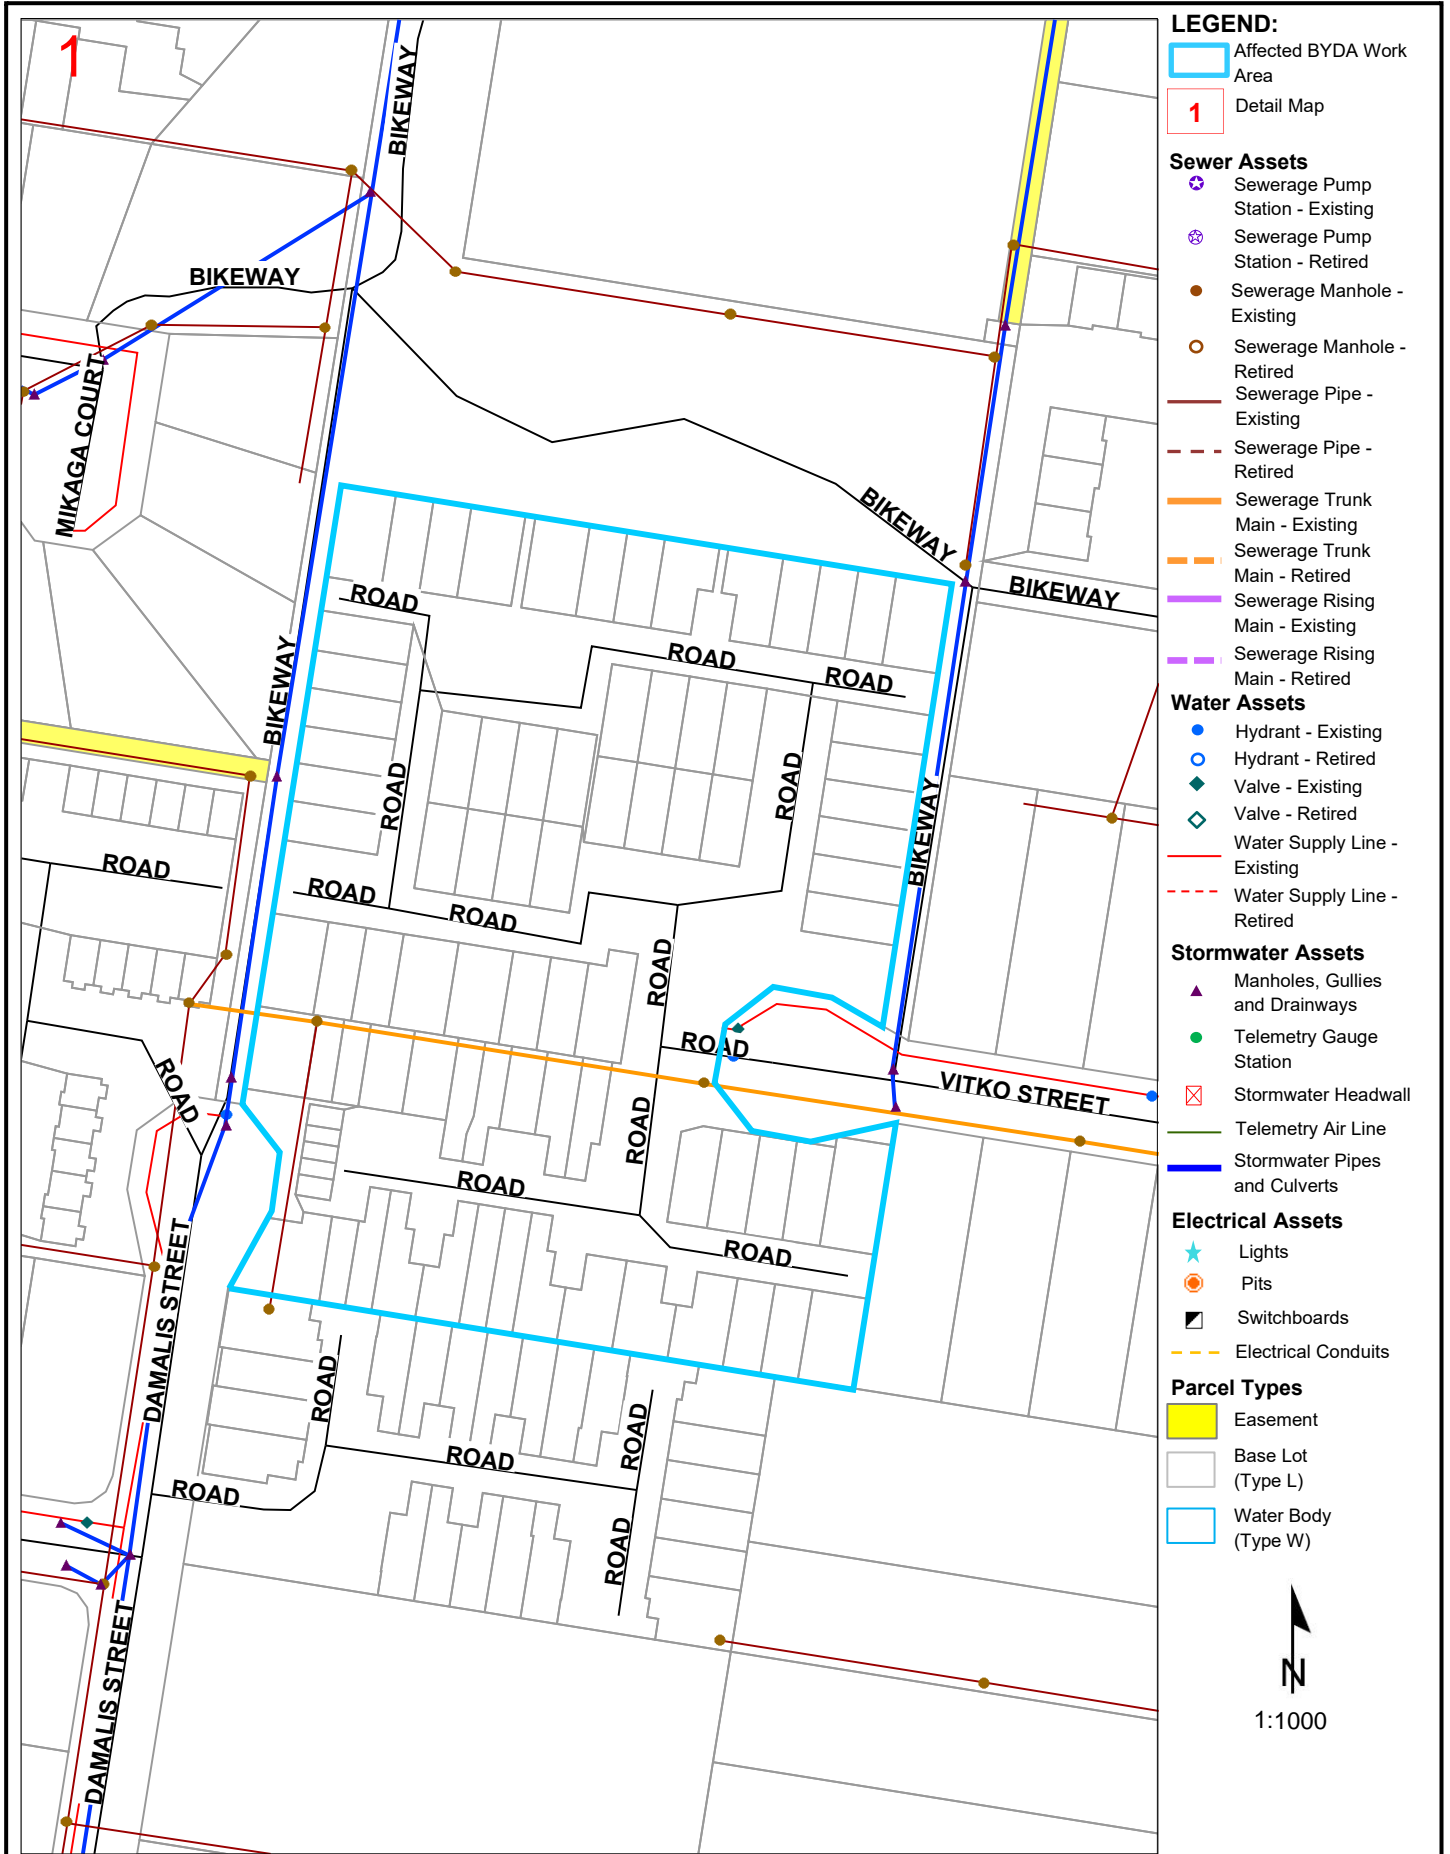 1
BIKEWAY
BIKEWAY
MIKAGA COURT
BIKEWAY
BIKEWAY
ROAD
BIKEWAY
ROAD
ROAD
ROAD
ROAD
BIKEWAY
ROAD
ROAD
ROAD
ROAD
ROAD
ROAD
ROAD
VITKO STREET
ROAD
ROAD
ROAD
DAMALIS STREET
ROAD
ROAD
ROAD
ROAD
ROAD
DAMALIS STREET
LEGEND:
Affected BYDA Work
Area
1
Detail Map
Sewer Assets
Sewerage Pump
Station - Existing
Sewerage Pump
Station - Retired
Sewerage Manhole -
Existing
Sewerage Manhole -
Retired
Sewerage Pipe -
Existing
Sewerage Pipe -
Retired
Sewerage Trunk
Main - Existing
Sewerage Trunk
Main - Retired
Sewerage Rising
Main - Existing
Sewerage Rising
Main - Retired
Water Assets
Hydrant - Existing
Hydrant - Retired
Valve - Existing
Valve - Retired
Water Supply Line -
Existing
Water Supply Line -
Retired
Stormwater Assets
Manholes, Gullies
and Drainways
Telemetry Gauge
Station
Stormwater Headwall
Telemetry Air Line
Stormwater Pipes
and Culverts
Electrical Assets
Lights
Pits
Switchboards
Electrical Conduits
Parcel Types
Easement
Base Lot
(Type L)
Water Body
(Type W)
N
1:1000